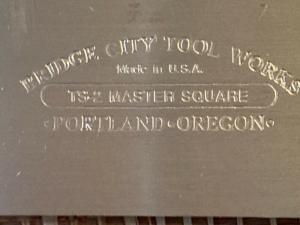 BRIDGE CITY TOOL WORKS
Made in U.S.A.
TS-2 MASTER SQUARE
PORTLAND OREGON